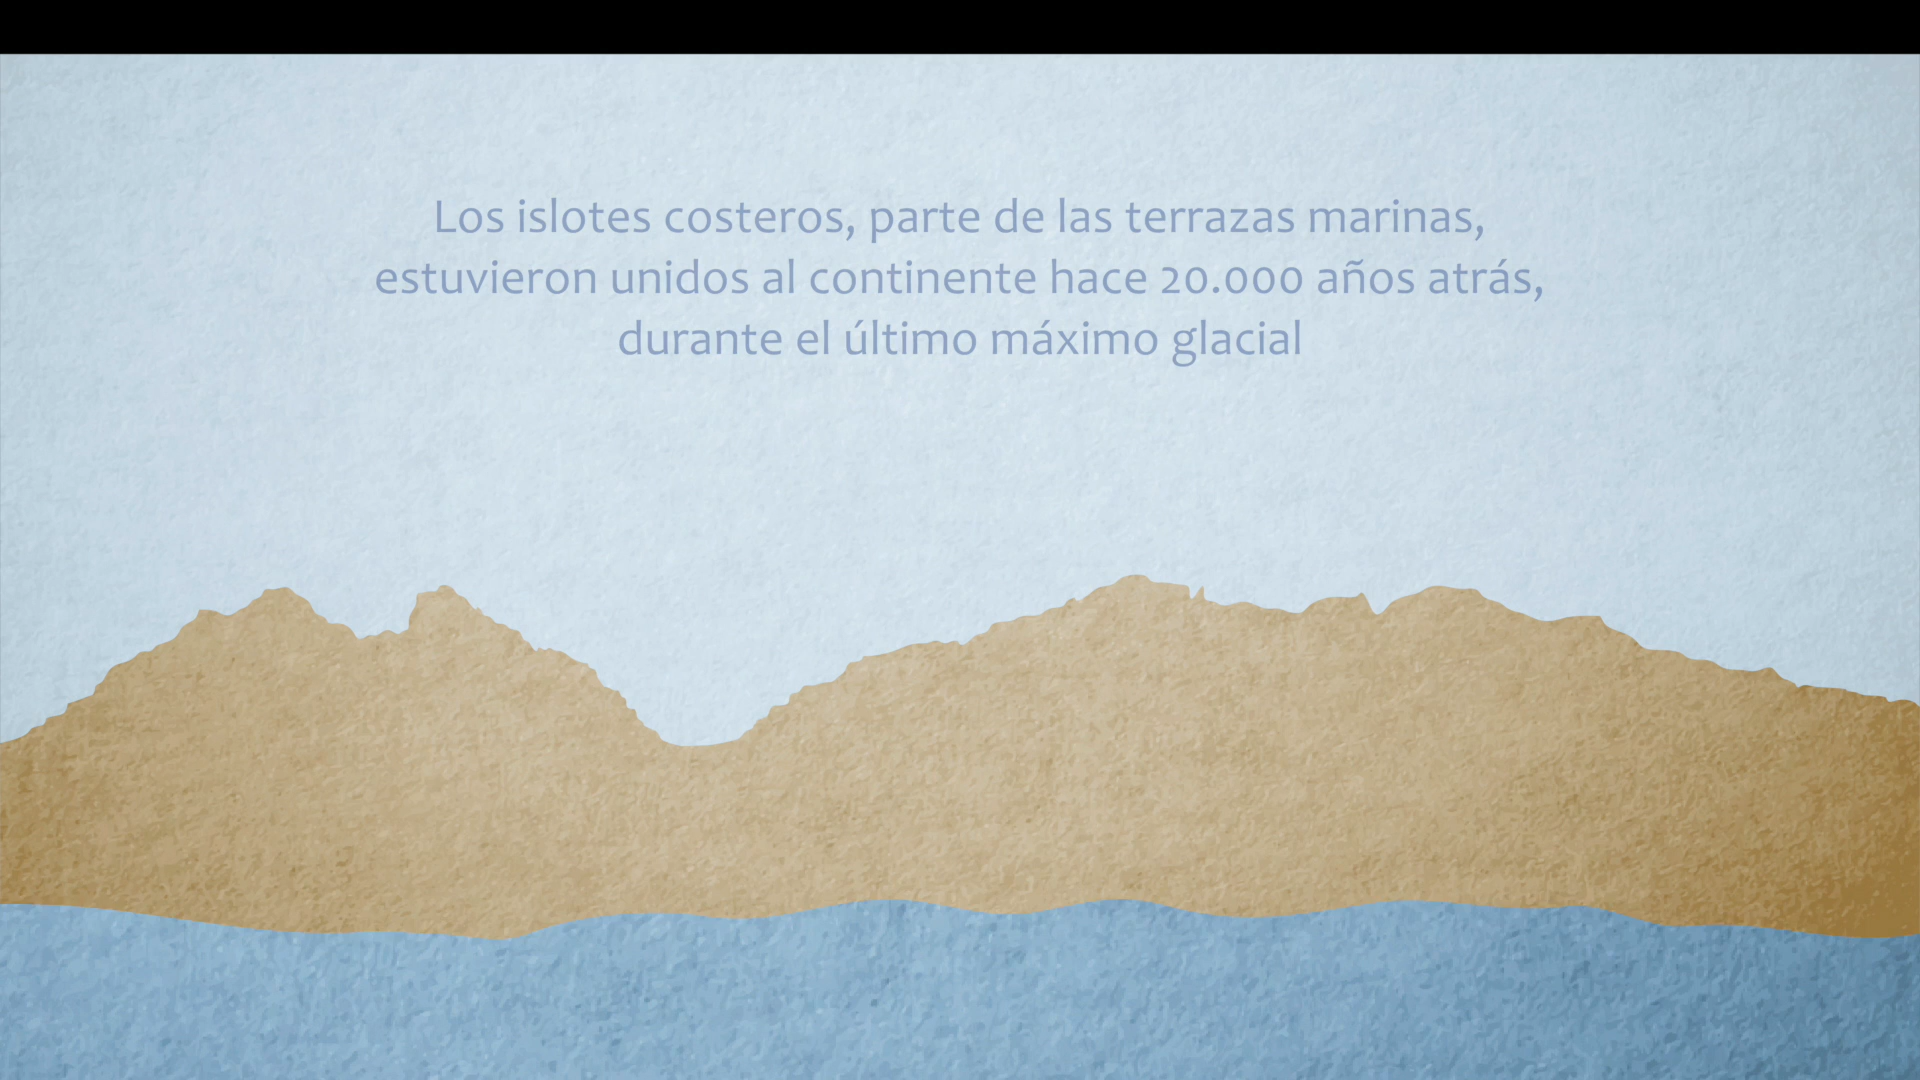 Los islotes costeros, parte de las terrazas marinas,
estuvieron unidos al continente hace 20.000 años atrás,
durante el último máximo glacial